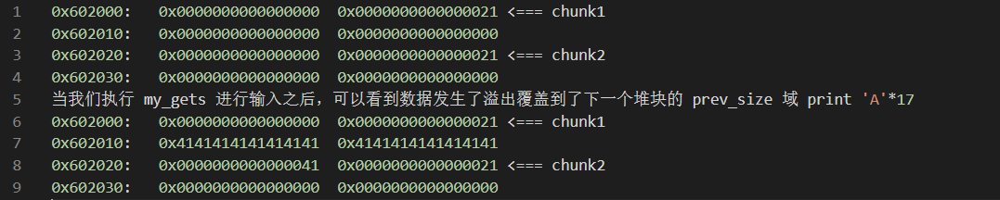 1 0x602000: 0x0000000000000000 0x0000000000000021 <=== chunk1
2 0x602010: 0x0000000000000000 0x0000000000000000
3 0x602020: 0x0000000000000000 0x0000000000000021 <=== chunk2
4 0x602030: 0x0000000000000000 0x0000000000000000
5 当我们执行 my_gets 进行输入之后，可以看到数据发生了溢出覆盖到了下一个堆块的 prev_size 域 print 'A'*17
6 0x602000: 0x0000000000000000 0x0000000000000021 <=== chunk1
7 0x602010: 0x4141414141414141 0x4141414141414141
8 0x602020: 0x0000000000000041 0x0000000000000021 <=== chunk2
9 0x602030: 0x0000000000000000 0x0000000000000000